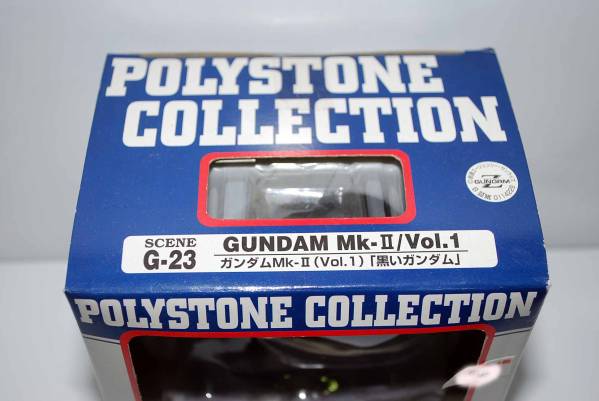 POLYSTONE
COLLECTION
SCENE
G-23
GUNDAM Mk-Ⅱ/Vol.1
ガンダムMk-Ⅱ(Vol.1)「黒いガンダム」
Z
GUNDAM
POLYSTONE COLLECTION